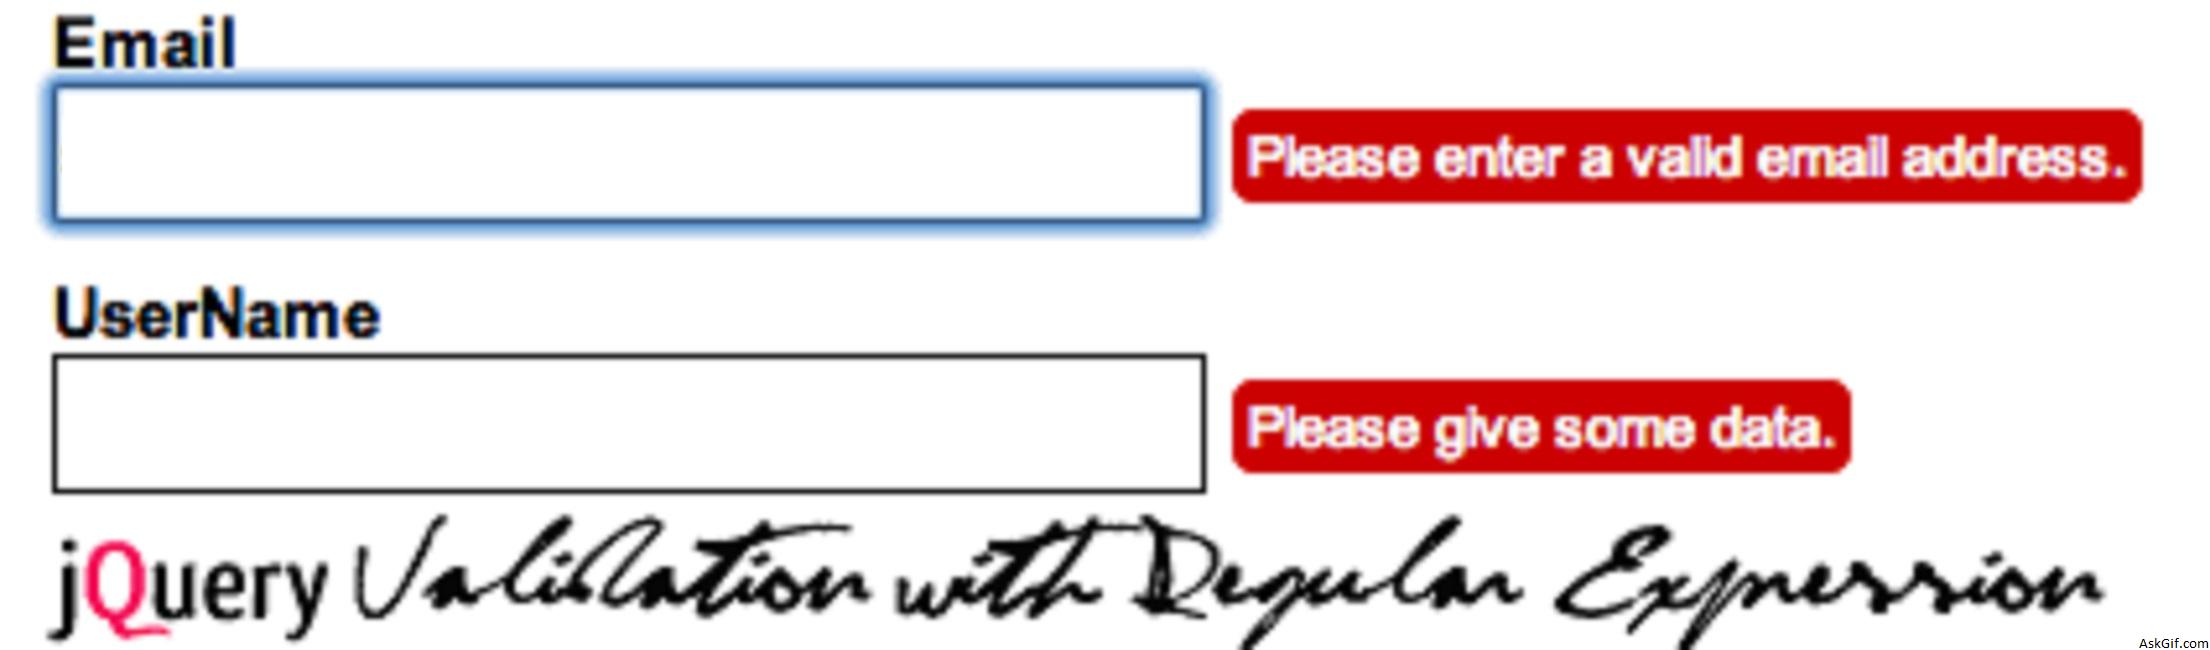 Email
Please enter a valid email address.
UserName
Please give some data.
jQuery Validation with Regular Expression
AskGif.com